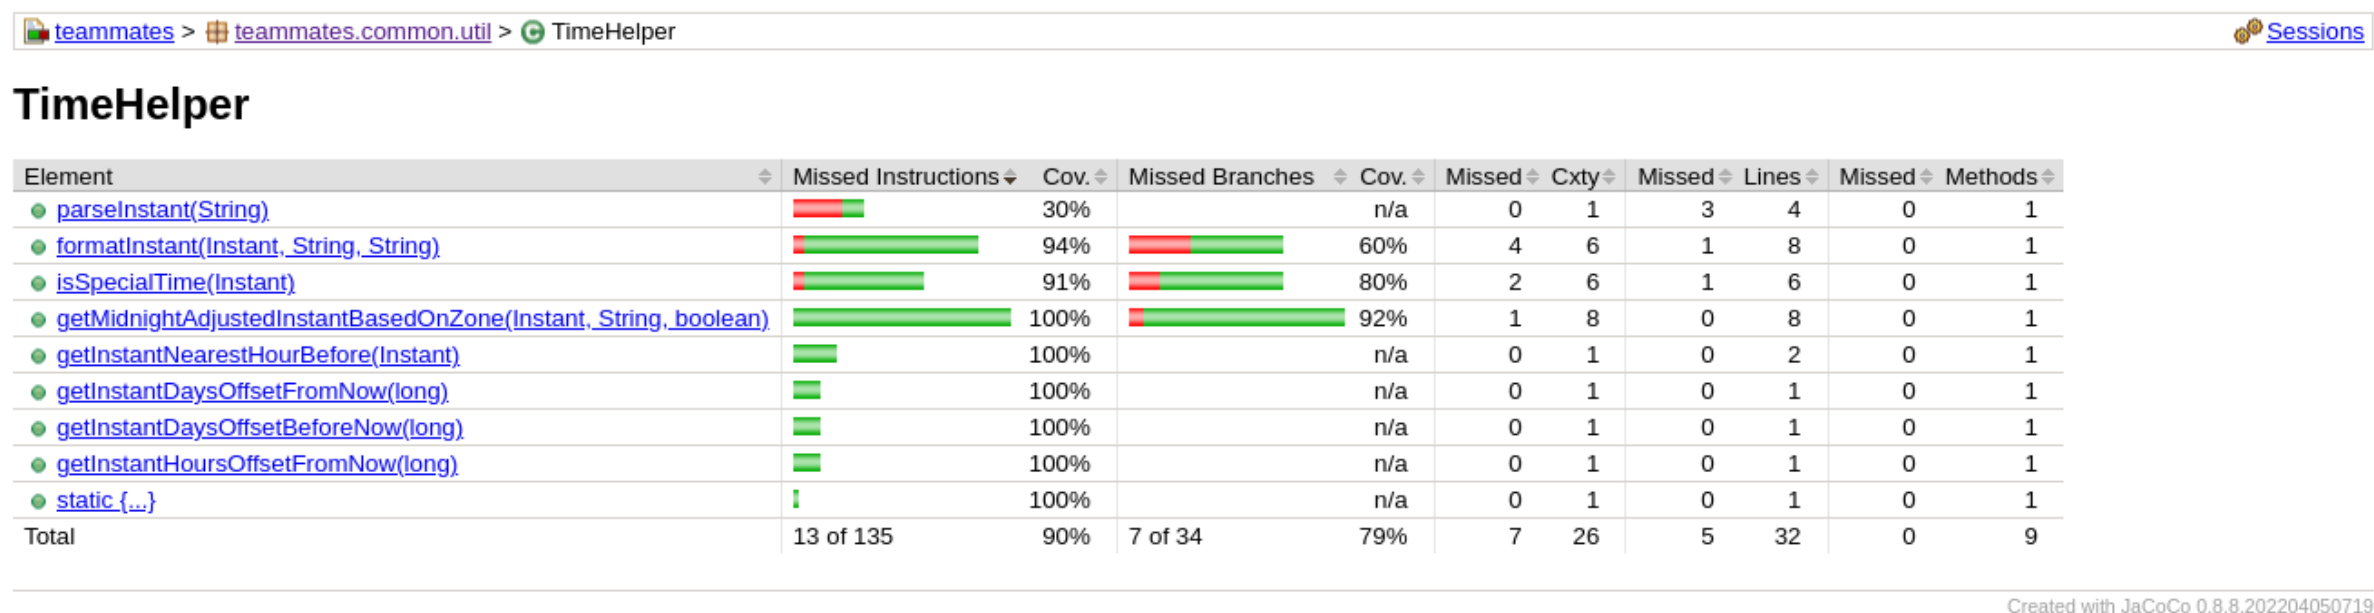 teammates > teammates.common.util > TimeHelper Sessions
TimeHelper
Element Missed Instructions Cov. Missed Branches Cov. Missed Cxty Missed Lines Missed Methods
parseInstant(String) 30% n/a 0 1 3 4 0 1
formatInstant(Instant, String, String) 94% 60% 4 6 1 8 0 1
isSpecialTime(Instant) 91% 80% 2 6 1 6 0 1
getMidnightAdjustedInstantBasedOnZone(Instant, String, boolean) 100% 92% 1 8 0 8 0 1
getInstantNearestHourBefore(Instant) 100% n/a 0 1 0 2 0 1
getInstantDaysOffsetFromNow(long) 100% n/a 0 1 0 1 0 1
getInstantDaysOffsetBeforeNow(long) 100% n/a 0 1 0 1 0 1
getInstantHoursOffsetFromNow(long) 100% n/a 0 1 0 1 0 1
static {...} 100% n/a 0 1 0 1 0 1
Total 13 of 135 90% 7 of 34 79% 7 26 5 32 0 9
Created with JaCoCo 0.8.8.202204050719